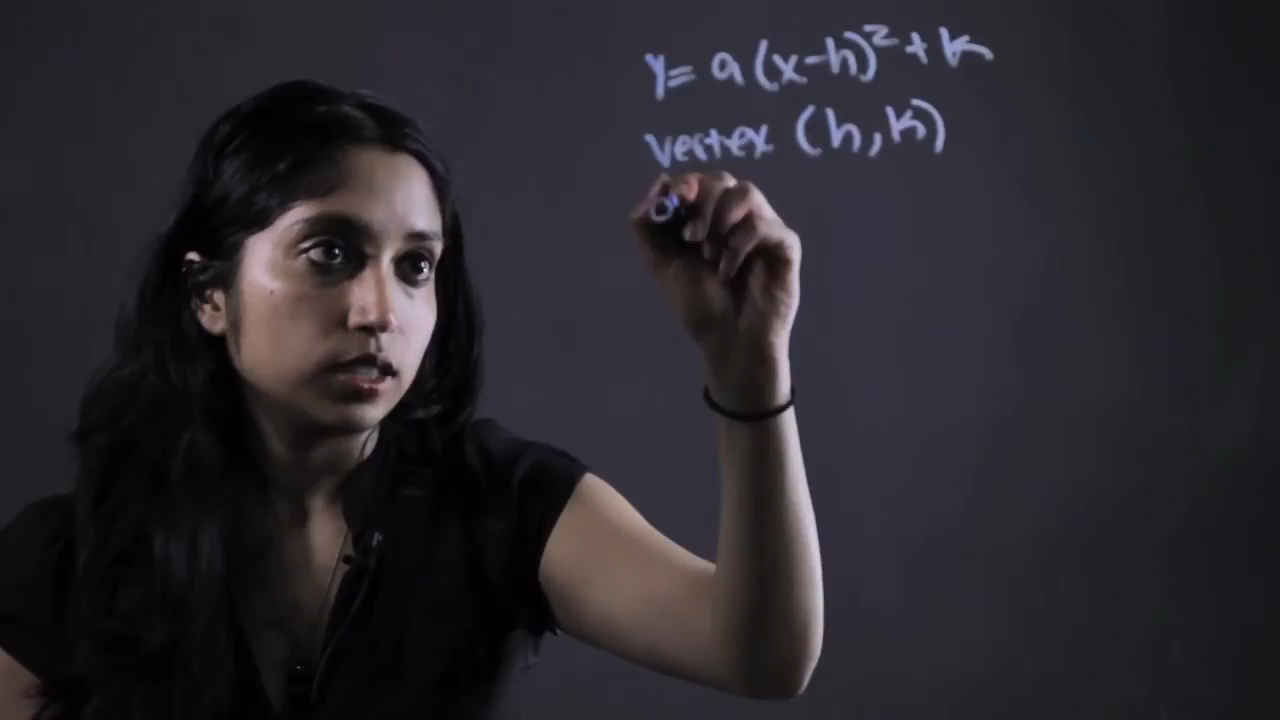 y = a (x-h)² + k
vertex (h, k)